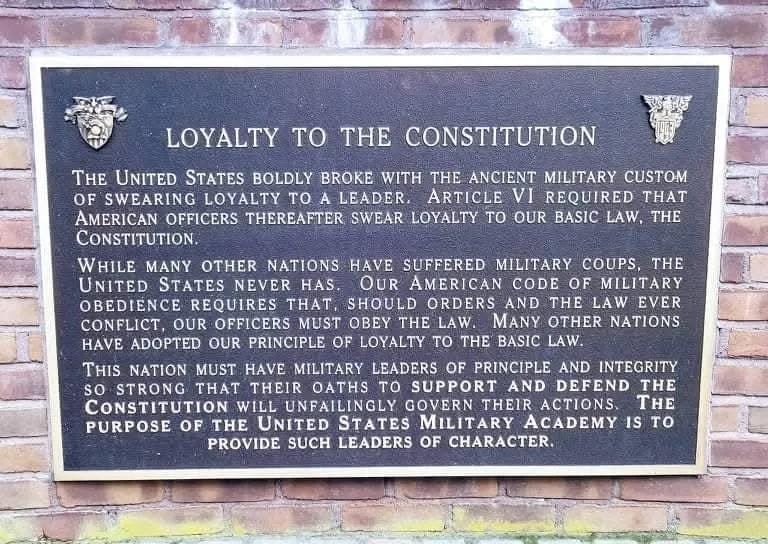 LOYALTY TO THE CONSTITUTION
THE UNITED STATES BOLDLY BROKE WITH THE ANCIENT MILITARY CUSTOM
OF SWEARING LOYALTY TO A LEADER. ARTICLE VI REQUIRED THAT
AMERICAN OFFICERS THEREAFTER SWEAR LOYALTY TO OUR BASIC LAW, THE
CONSTITUTION.
WHILE MANY OTHER NATIONS HAVE SUFFERED MILITARY COUPS, THE
UNITED STATES NEVER HAS. OUR AMERICAN CODE OF MILITARY
OBEDIENCE REQUIRES THAT, SHOULD ORDERS AND THE LAW EVER
CONFLICT, OUR OFFICERS MUST OBEY THE LAW. MANY OTHER NATIONS
HAVE ADOPTED OUR PRINCIPLE OF LOYALTY TO THE BASIC LAW.
THIS NATION MUST HAVE MILITARY LEADERS OF PRINCIPLE AND INTEGRITY
SO STRONG THAT THEIR OATHS TO SUPPORT AND DEFEND THE
CONSTITUTION WILL UNFAILINGLY GOVERN THEIR ACTIONS. THE
PURPOSE OF THE UNITED STATES MILITARY ACADEMY IS TO
PROVIDE SUCH LEADERS OF CHARACTER.